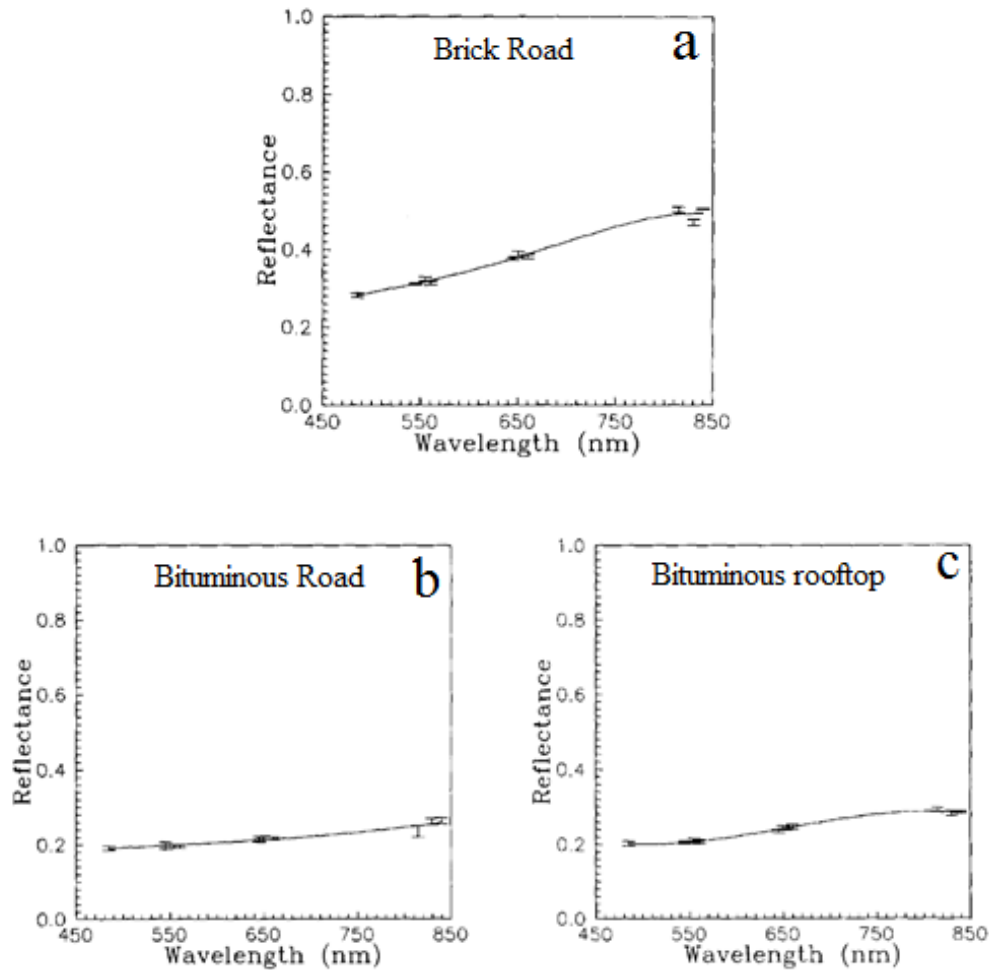 Brick Road
a
Reflectance
1.0
0.8
0.6
0.4
0.2
0.0
450 550 650 750 850
Wavelength (nm)
Bituminous Road
b
Reflectance
1.0
0.8
0.6
0.4
0.2
0.0
450 550 650 750 850
Wavelength (nm)
Bituminous rooftop
c
Reflectance
1.0
0.8
0.6
0.4
0.2
0.0
450 550 650 750 850
Wavelength (nm)